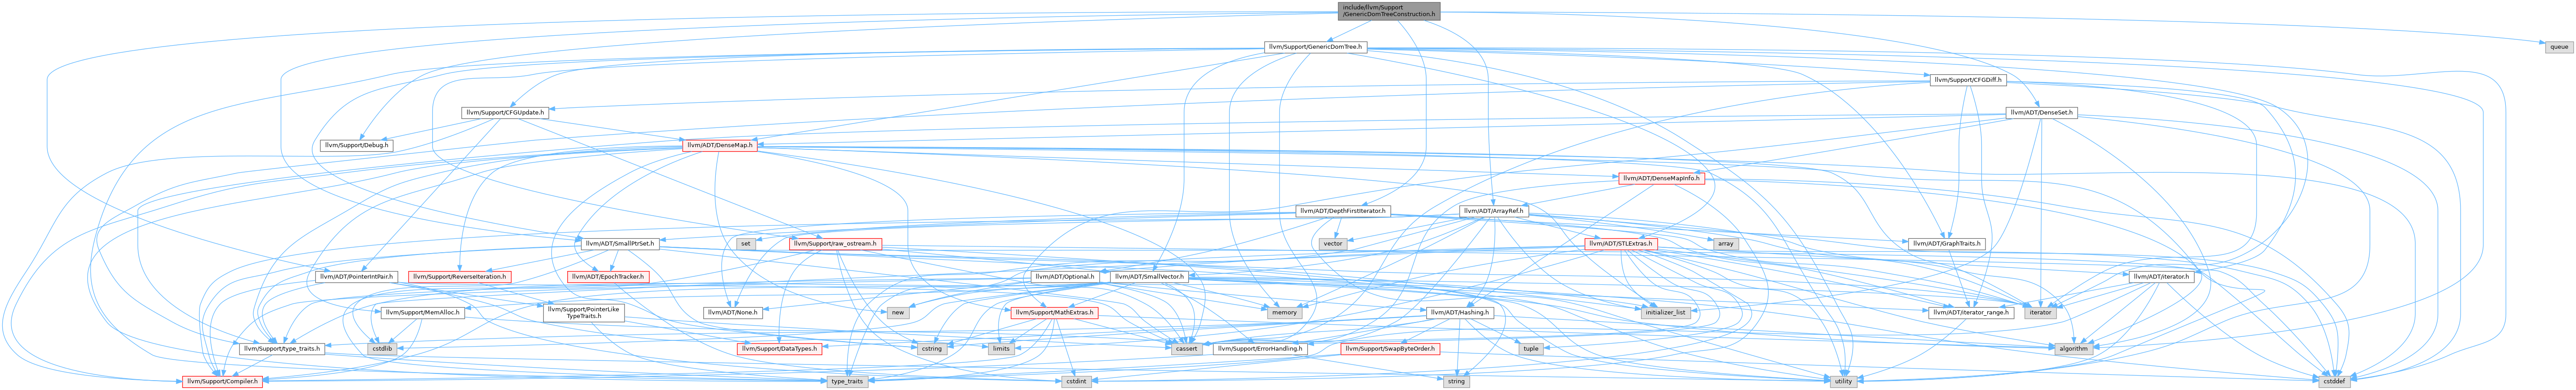 include/llvm/Support
/GenericDomTreeConstruction.h
llvm/Support/GenericDomTree.h
queue
llvm/Support/CFGDiff.h
llvm/Support/CFGUpdate.h
llvm/ADT/DenseSet.h
llvm/Support/Debug.h
llvm/ADT/DenseMap.h
llvm/ADT/DenseMapInfo.h
llvm/ADT/DepthFirstIterator.h
llvm/ADT/ArrayRef.h
set
llvm/Support/raw_ostream.h
vector
llvm/ADT/STLExtras.h
array
llvm/ADT/GraphTraits.h
llvm/ADT/SmallPtrSet.h
llvm/ADT/PointerIntPair.h
llvm/Support/ReverseIteration.h
llvm/ADT/EpochTracker.h
llvm/ADT/Optional.h
llvm/ADT/SmallVector.h
llvm/ADT/iterator.h
llvm/Support/MemAlloc.h
llvm/Support/PointerLike
TypeTraits.h
llvm/ADT/None.h
new
llvm/Support/MathExtras.h
memory
llvm/ADT/Hashing.h
initializer_list
llvm/ADT/iterator_range.h
iterator
llvm/Support/type_traits.h
cstdlib
llvm/Support/DataTypes.h
cstring
limits
cassert
llvm/Support/ErrorHandling.h
llvm/Support/SwapByteOrder.h
tuple
algorithm
llvm/Support/Compiler.h
type_traits
cstdint
string
utility
cstddef